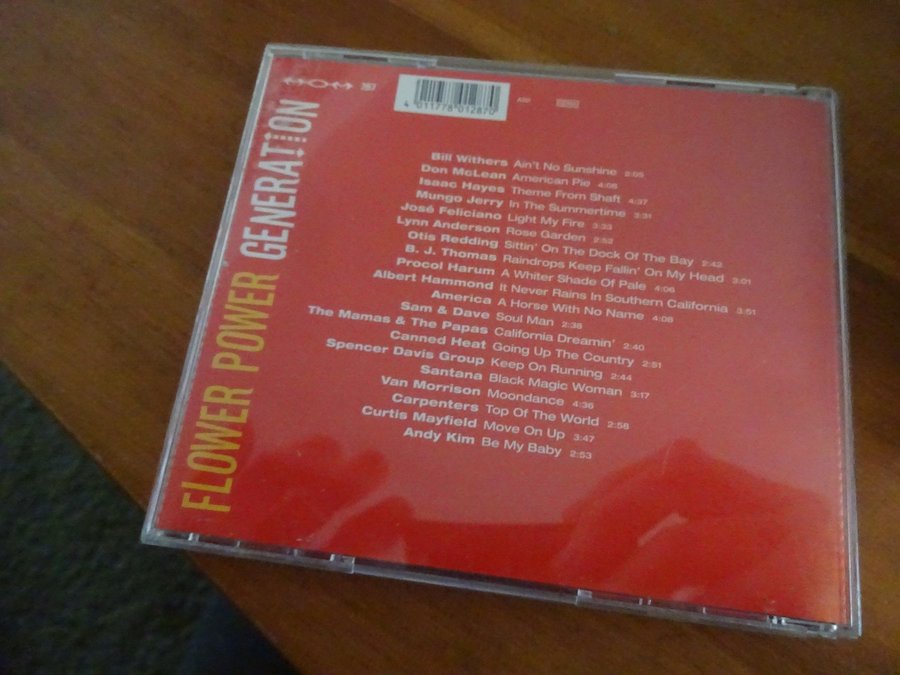 FLOWER POWER GENERATION
4 011778 012870
Bill Withers Ain't No Sunshine 2:05
Don McLean American Pie 4:05
Isaac Hayes Theme From Shaft 4:37
Mungo Jerry In The Summertime 3:31
José Feliciano Light My Fire 3:33
Lynn Anderson Rose Garden 2:52
Otis Redding Sittin' On The Dock Of The Bay 2:42
B. J. Thomas Raindrops Keep Fallin' On My Head 3:01
Procol Harum A Whiter Shade Of Pale 4:06
Albert Hammond It Never Rains In Southern California 3:51
America A Horse With No Name 4:08
Sam & Dave Soul Man 2:38
The Mamas & The Papas California Dreamin' 2:40
Canned Heat Going Up The Country 2:51
Spencer Davis Group Keep On Running 2:44
Santana Black Magic Woman 3:17
Van Morrison Moondance 4:36
Carpenters Top Of The World 2:56
Curtis Mayfield Move On Up 3:47
Andy Kim Be My Baby 2:53